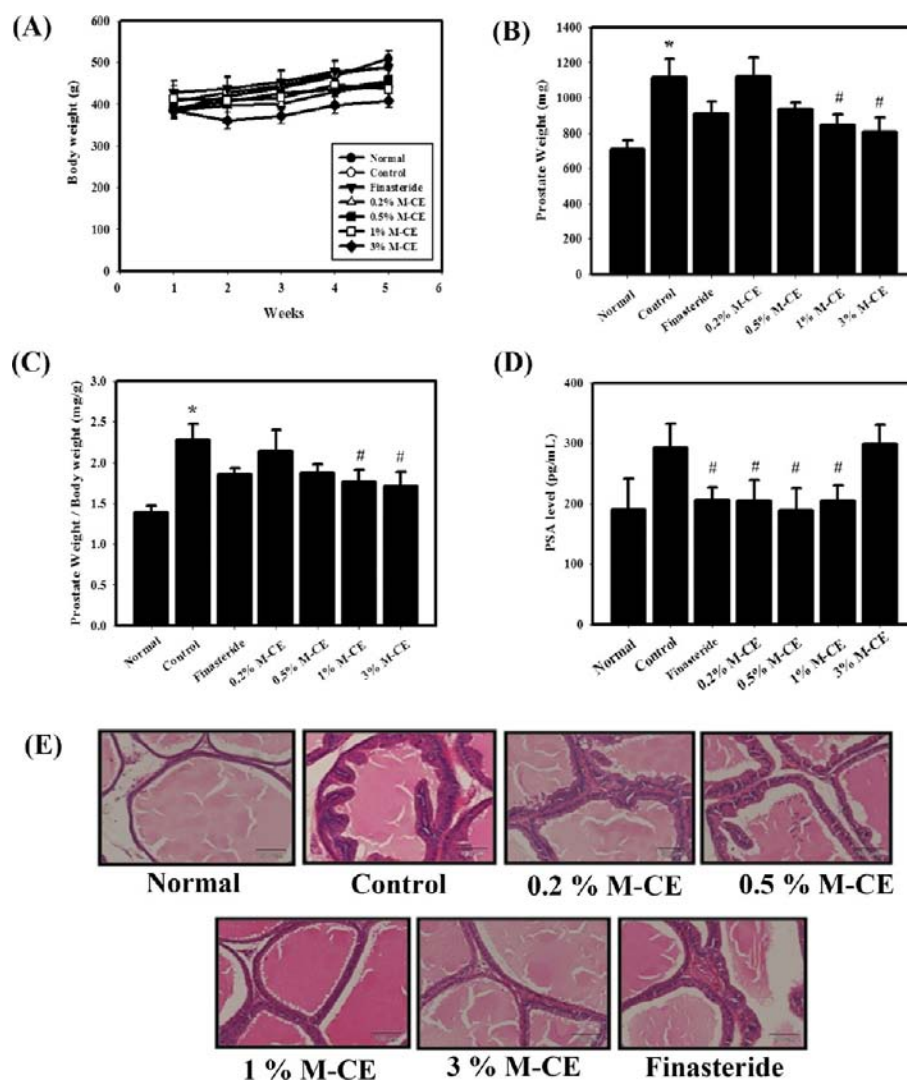 (A)
Body weight (g)
600
500
400
300
200
100
0
Normal
Control
Finasteride
0.2% M-CE
0.5% M-CE
1% M-CE
3% M-CE
0 1 2 3 4 5 6
Weeks
(B)
Prostate Weight (mg)
1400
1200
1000
800
600
400
200
0
*
# #
Normal Control Finasteride 0.2% M-CE 0.5% M-CE 1% M-CE 3% M-CE
(C)
Prostate Weight / Body weight (mg/g)
3.0
2.5
2.0
1.5
1.0
0.5
0.0
*
# #
Normal Control Finasteride 0.2% M-CE 0.5% M-CE 1% M-CE 3% M-CE
(D)
PSA level (pg/mL)
400
300
200
100
0
# # # #
Normal Control Finasteride 0.2% M-CE 0.5% M-CE 1% M-CE 3% M-CE
(E)
Normal Control 0.2 % M-CE 0.5 % M-CE
1 % M-CE 3 % M-CE Finasteride